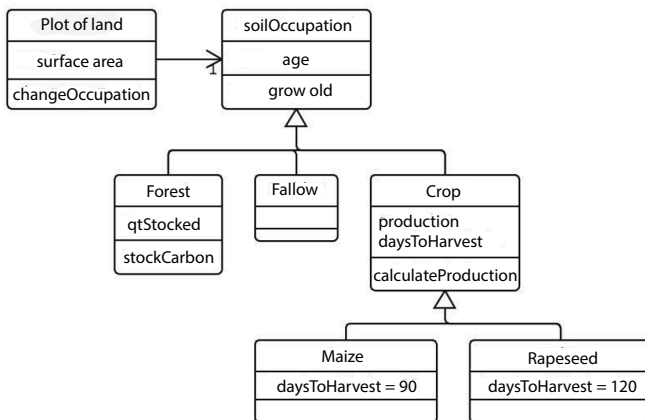 Plot of land
surface area
changeOccupation
1
soilOccupation
age
grow old
Forest
qtStocked
stockCarbon
Fallow
Crop
production
daysToHarvest
calculateProduction
Maize
daysToHarvest = 90
Rapeseed
daysToHarvest = 120